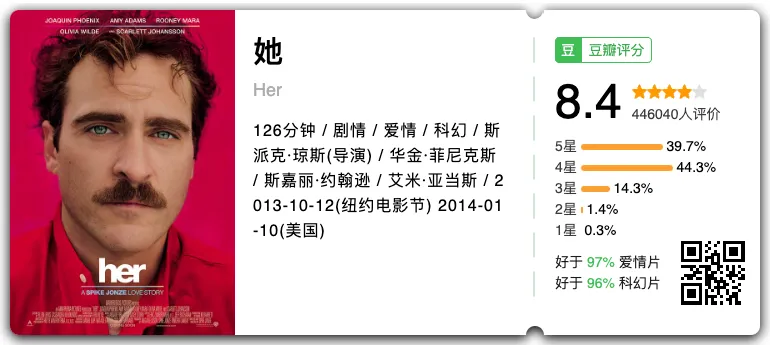 JOAQUIN PHOENIX AMY ADAMS ROONEY MARA
OLIVIA WILDE AND SCARLETT JOHANSSON
her
A SPIKE JONZE LOVE STORY
她
Her
126分钟 / 剧情 / 爱情 / 科幻 / 斯
派克·琼斯(导演) / 华金·菲尼克斯
/ 斯嘉丽·约翰逊 / 艾米·亚当斯 / 2
013-10-12(纽约电影节) 2014-01
-10(美国)
豆 豆瓣评分
8.4
446040人评价
5星 39.7%
4星 44.3%
3星 14.3%
2星 1.4%
1星 0.3%
好于 97% 爱情片
好于 96% 科幻片